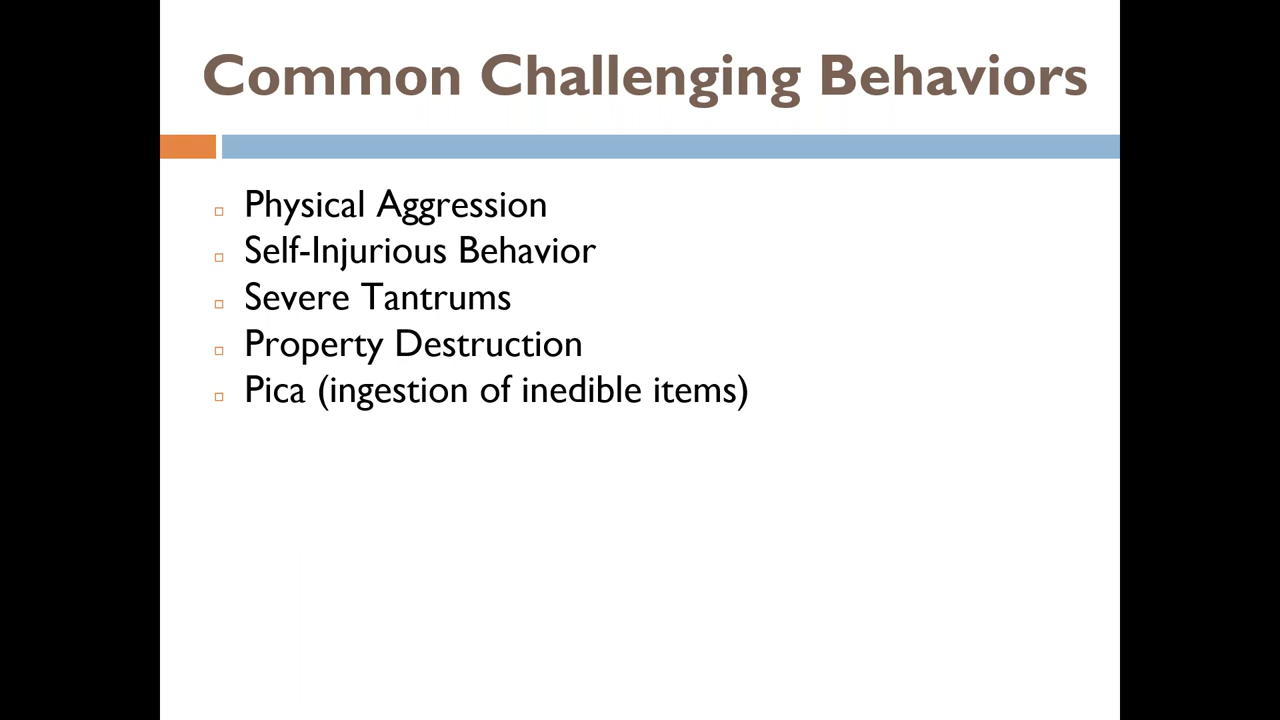 Common Challenging Behaviors
Physical Aggression
Self-Injurious Behavior
Severe Tantrums
Property Destruction
Pica (ingestion of inedible items)